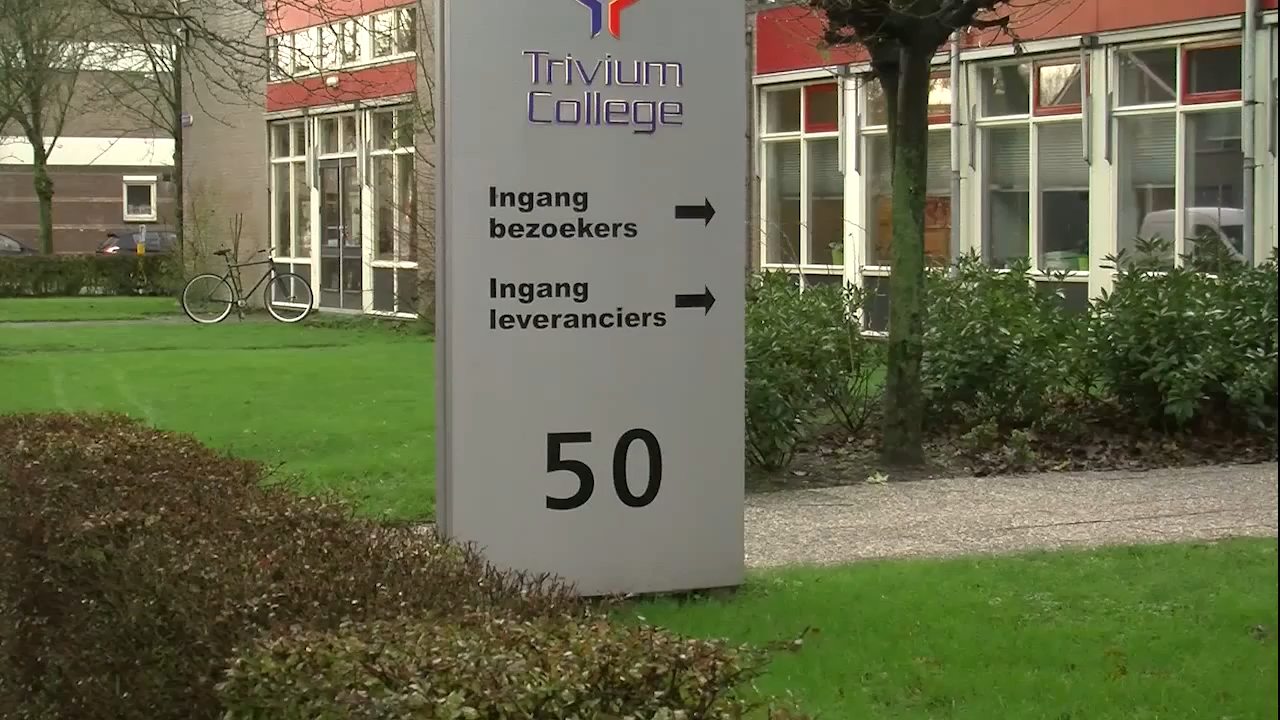 Trivium
College
Ingang
bezoekers
Ingang
leveranciers
50